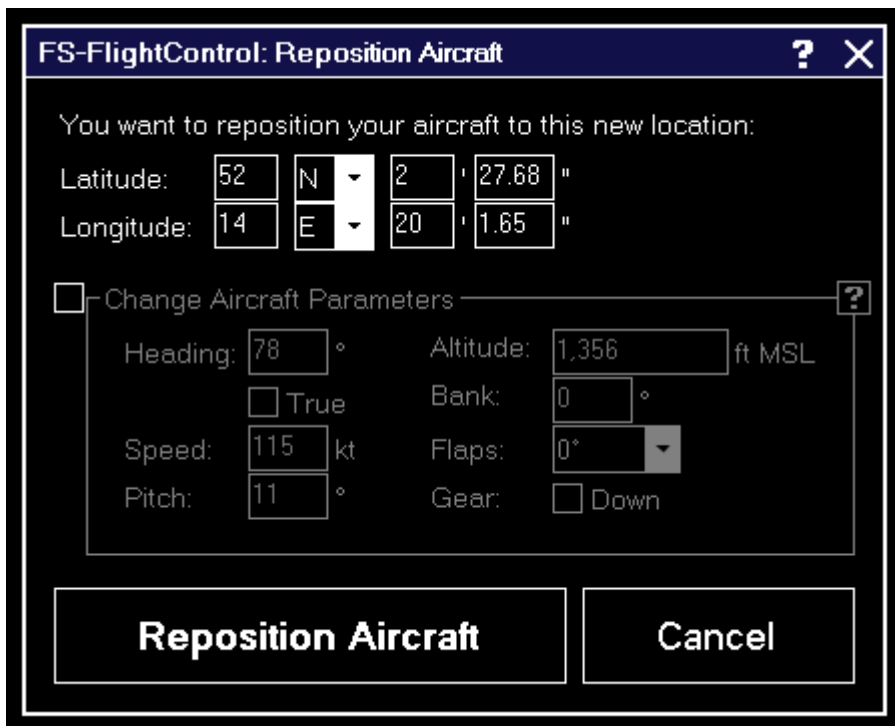 FS-FlightControl: Reposition Aircraft ?
You want to reposition your aircraft to this new location:
Latitude: 52 N 2 ' 27.68 "
Longitude: 14 E 20 ' 1.65 "
Change Aircraft Parameters ?
Heading: 78 ° Altitude: 1,356 ft MSL
True Bank: 0 °
Speed: 115 kt Flaps: 0°
Pitch: 11 ° Gear: Down
Reposition Aircraft Cancel